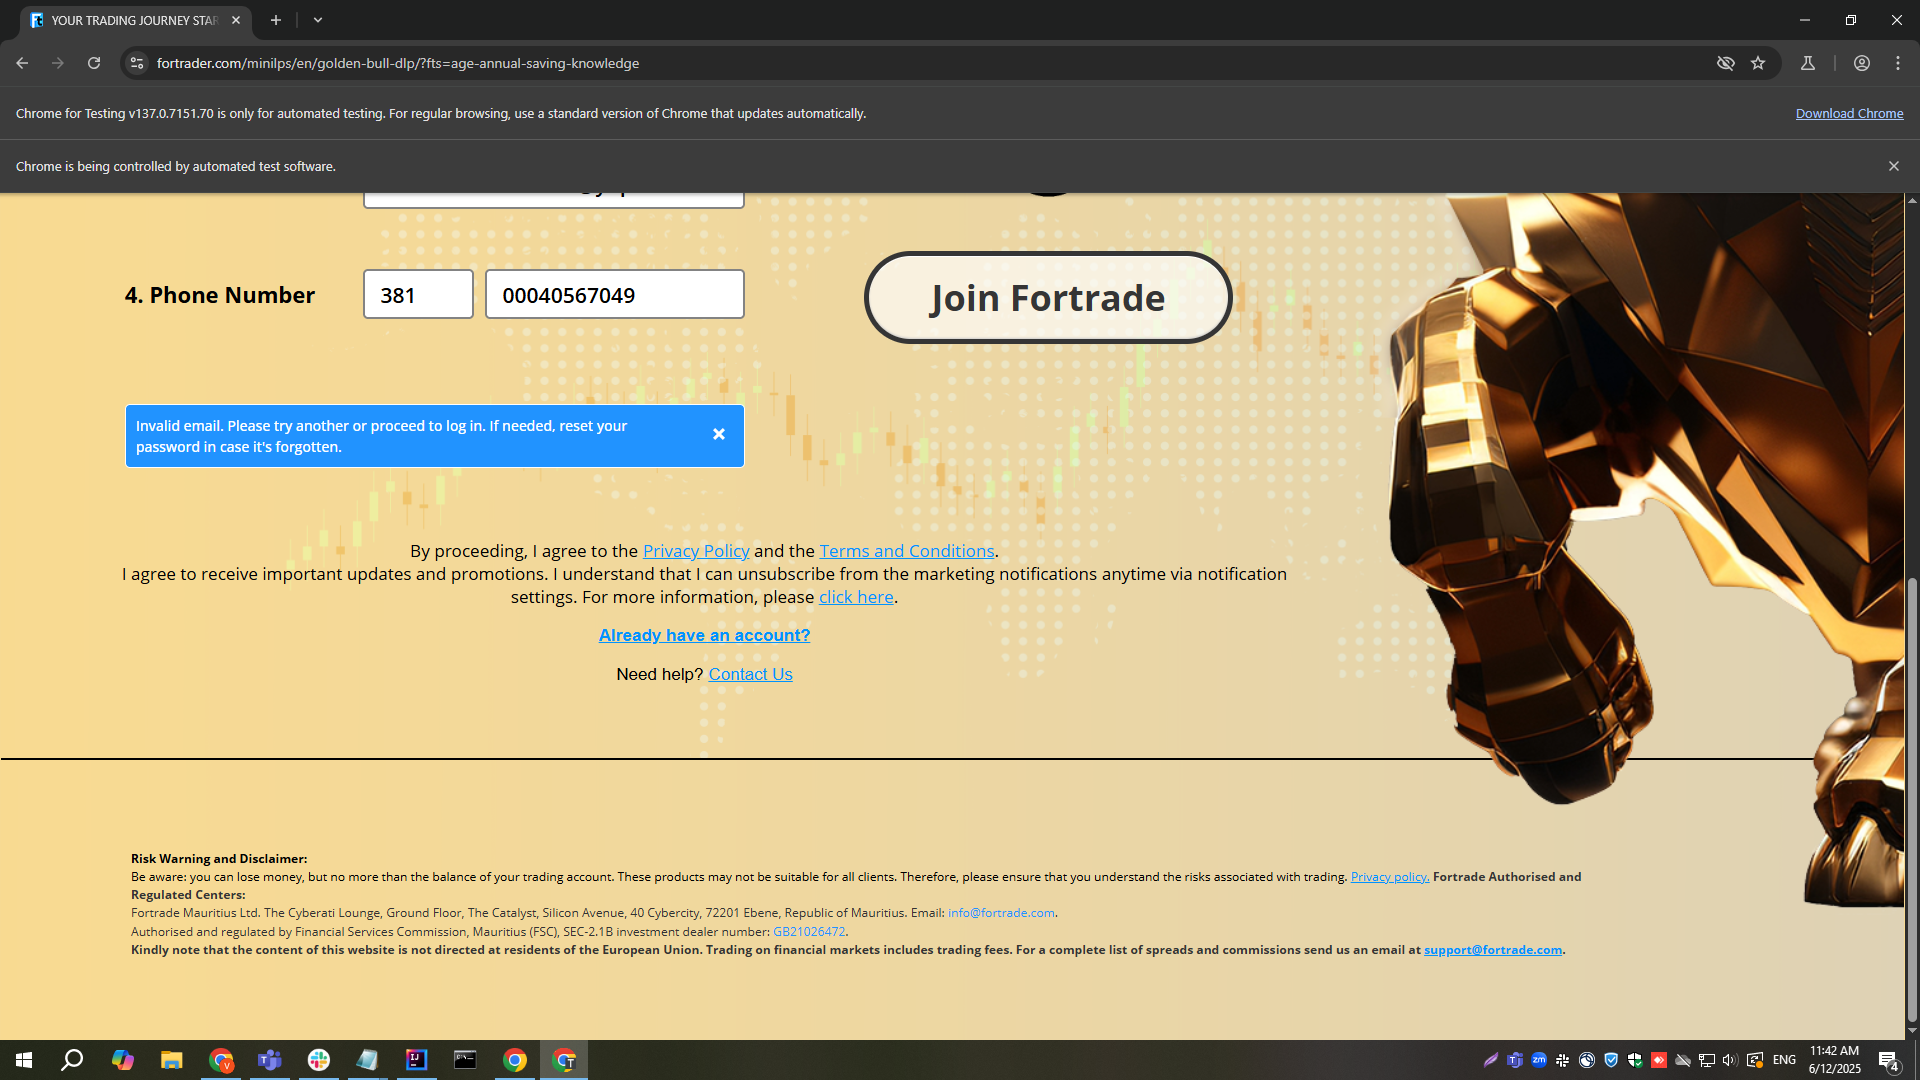 YOUR TRADING JOURNEY STAR
fortrader.com/minilps/en/golden-bull-dlp/?fts=age-annual-saving-knowledge
Chrome for Testing v137.0.7151.70 is only for automated testing. For regular browsing, use a standard version of Chrome that updates automatically.
Download Chrome
Chrome is being controlled by automated test software.
4. Phone Number
381
00040567049
Join Fortrade
Invalid email. Please try another or proceed to log in. If needed, reset your
password in case it's forgotten.
By proceeding, I agree to the Privacy Policy and the Terms and Conditions.
I agree to receive important updates and promotions. I understand that I can unsubscribe from the marketing notifications anytime via notification
settings. For more information, please click here.
Already have an account?
Need help? Contact Us
Risk Warning and Disclaimer:
Be aware: you can lose money, but no more than the balance of your trading account. These products may not be suitable for all clients. Therefore, please ensure that you understand the risks associated with trading. Privacy policy. Fortrade Authorised and
Regulated Centers:
Fortrade Mauritius Ltd. The Cyberati Lounge, Ground Floor, The Catalyst, Silicon Avenue, 40 Cybercity, 72201 Ebene, Republic of Mauritius. Email: info@fortrade.com.
Authorised and regulated by Financial Services Commission, Mauritius (FSC), SEC-2.1B investment dealer number: GB21026472.
Kindly note that the content of this website is not directed at residents of the European Union. Trading on financial markets includes trading fees. For a complete list of spreads and commissions send us an email at support@fortrade.com.
ENG
11:42 AM
6/12/2025
4